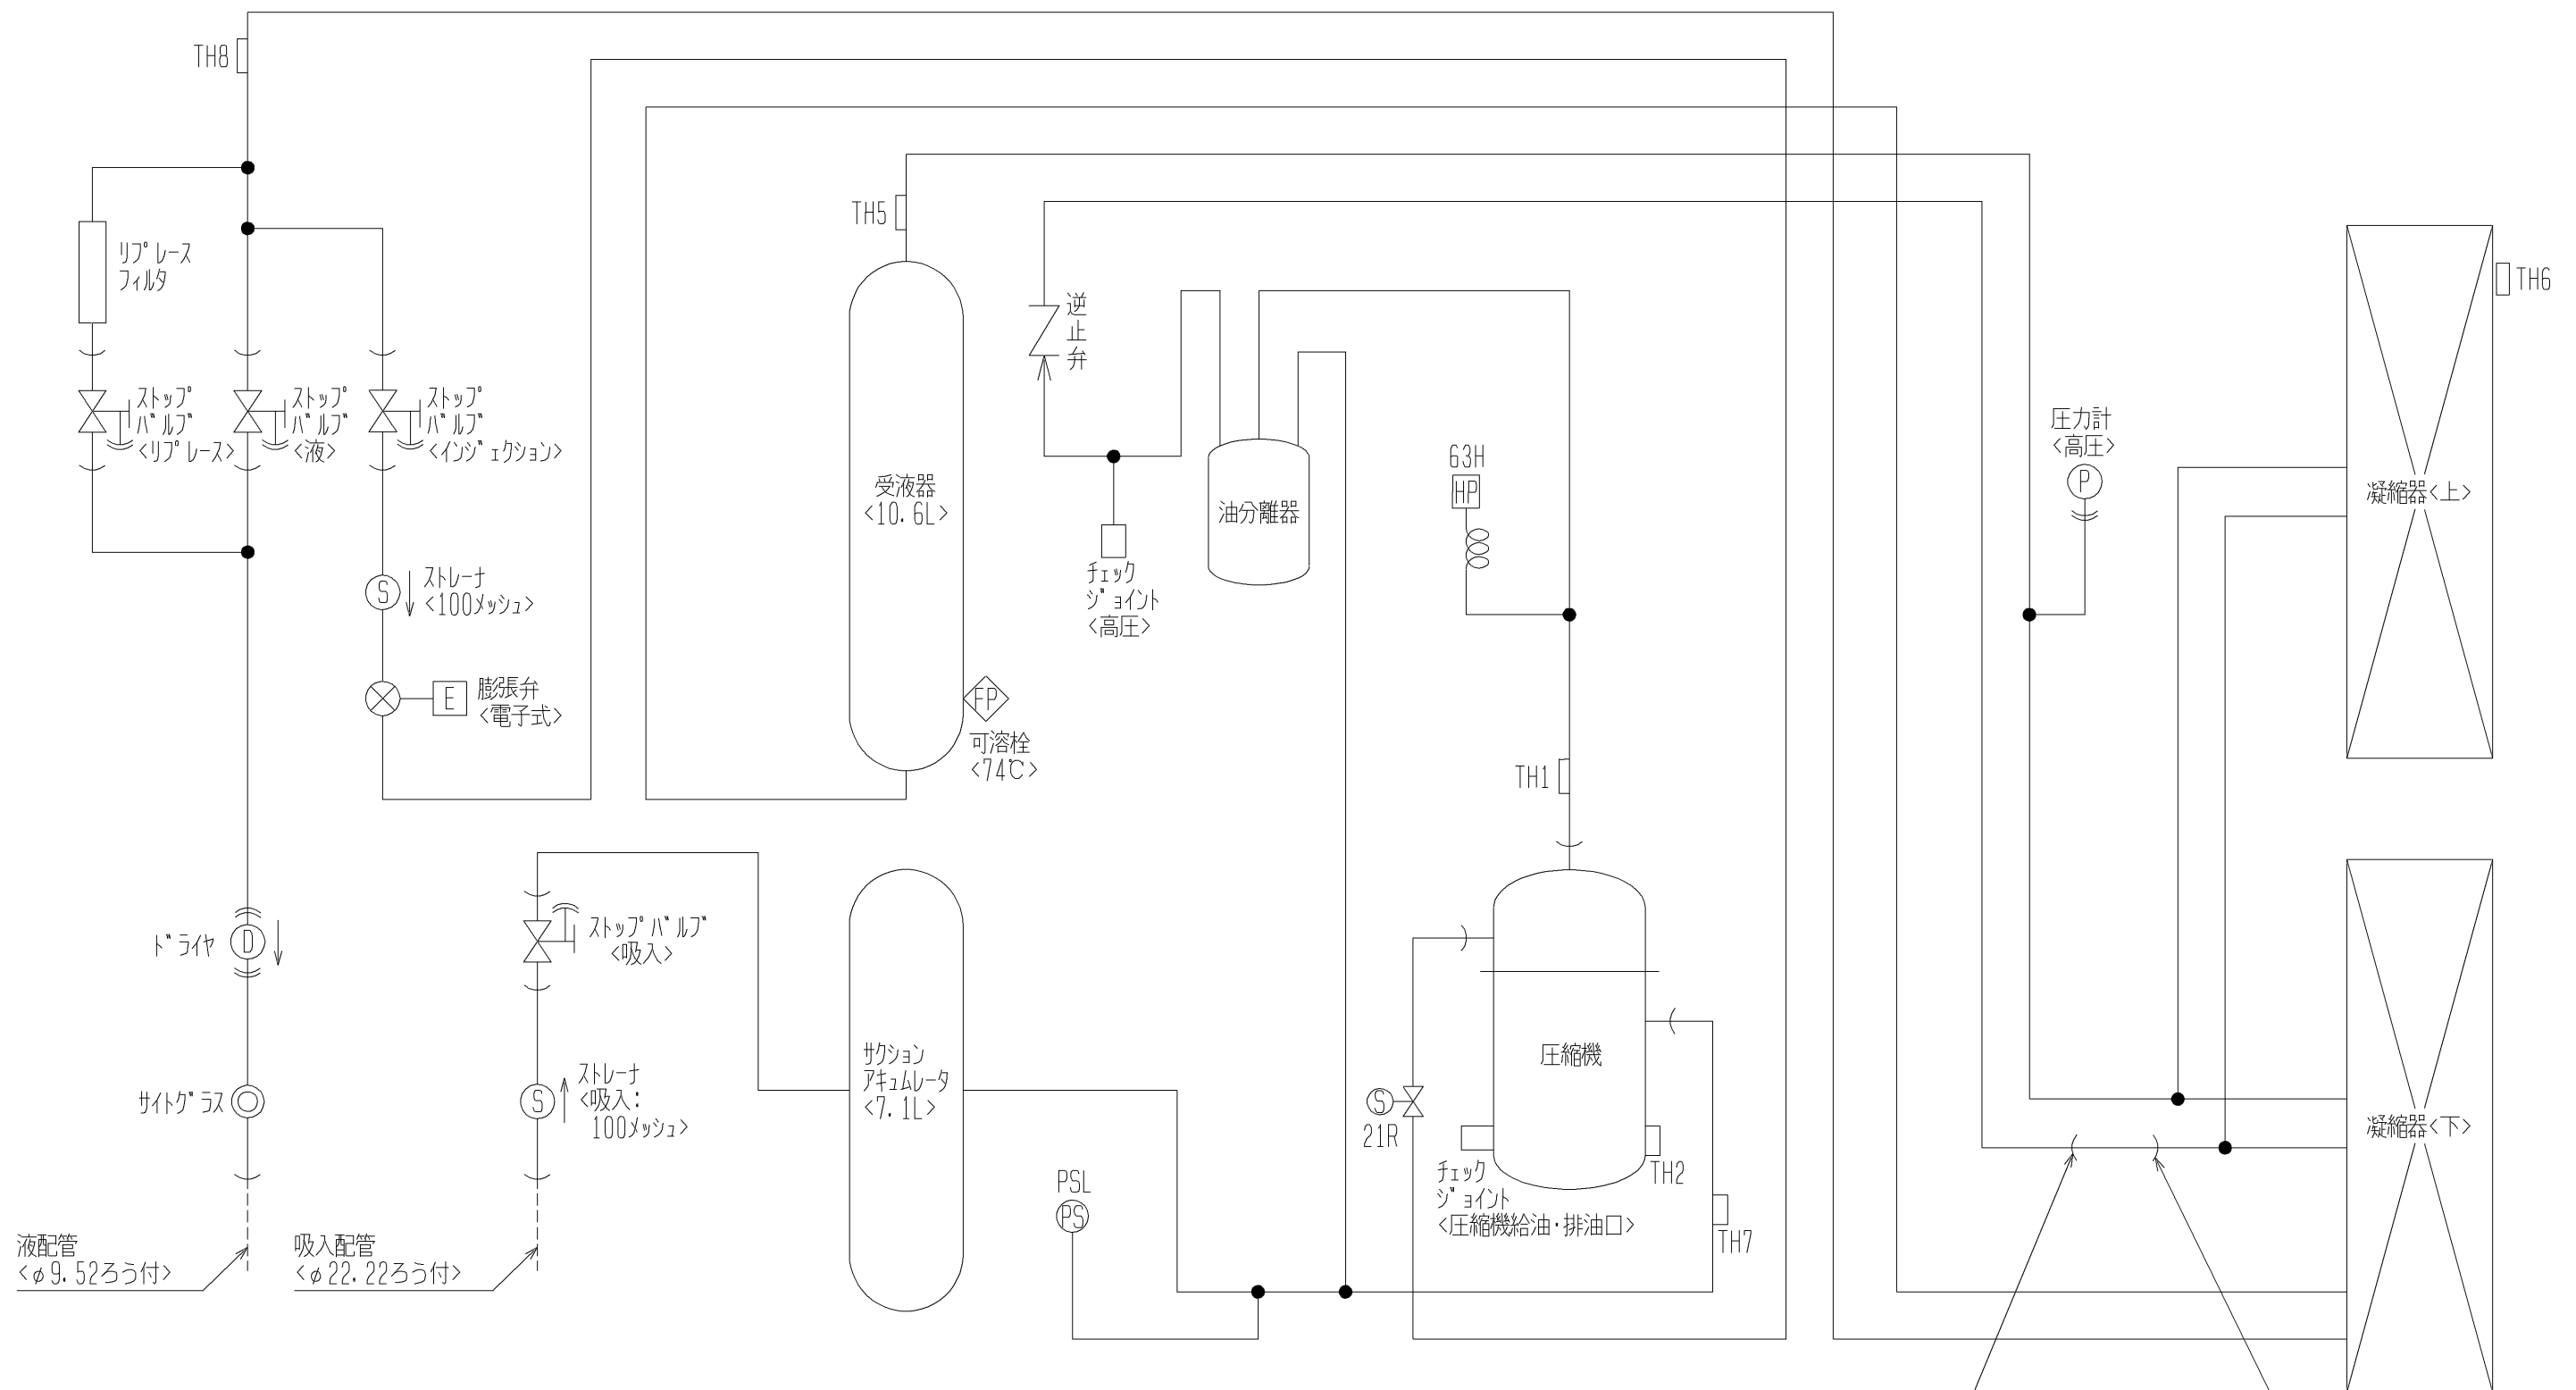 TH8
リプレース
フィルタ
ストップ
バルブ
<リプレース>
ストップ
バルブ
<液>
ストップ
バルブ
<インジェクション>
S
ストレーナ
<100メッシュ>
E
膨張弁
<電子式>
D
ドライヤ
サイトグラス
液配管
<φ9.52ろう付>
ストップバルブ
<吸入>
S
ストレーナ
<吸入:
100メッシュ>
吸入配管
<φ22.22ろう付>
TH5
受液器
<10.6L>
FP
可溶栓
<74℃>
サクション
アキュムレータ
<7.1L>
逆
止
弁
チェック
ジョイント
<高圧>
油分離器
63H
HP
TH1
圧縮機
S
21R
チェック
ジョイント
<圧縮機給油・排油口>
TH2
TH7
PSL
PS
圧力計
<高圧>
P
TH6
凝縮器<上>
凝縮器<下>